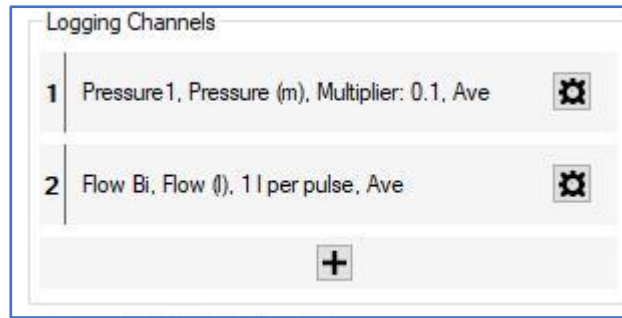 Logging Channels
1 Pressure1, Pressure (m), Multiplier: 0.1, Ave
2 Flow Bi, Flow (l), 1 l per pulse, Ave
+